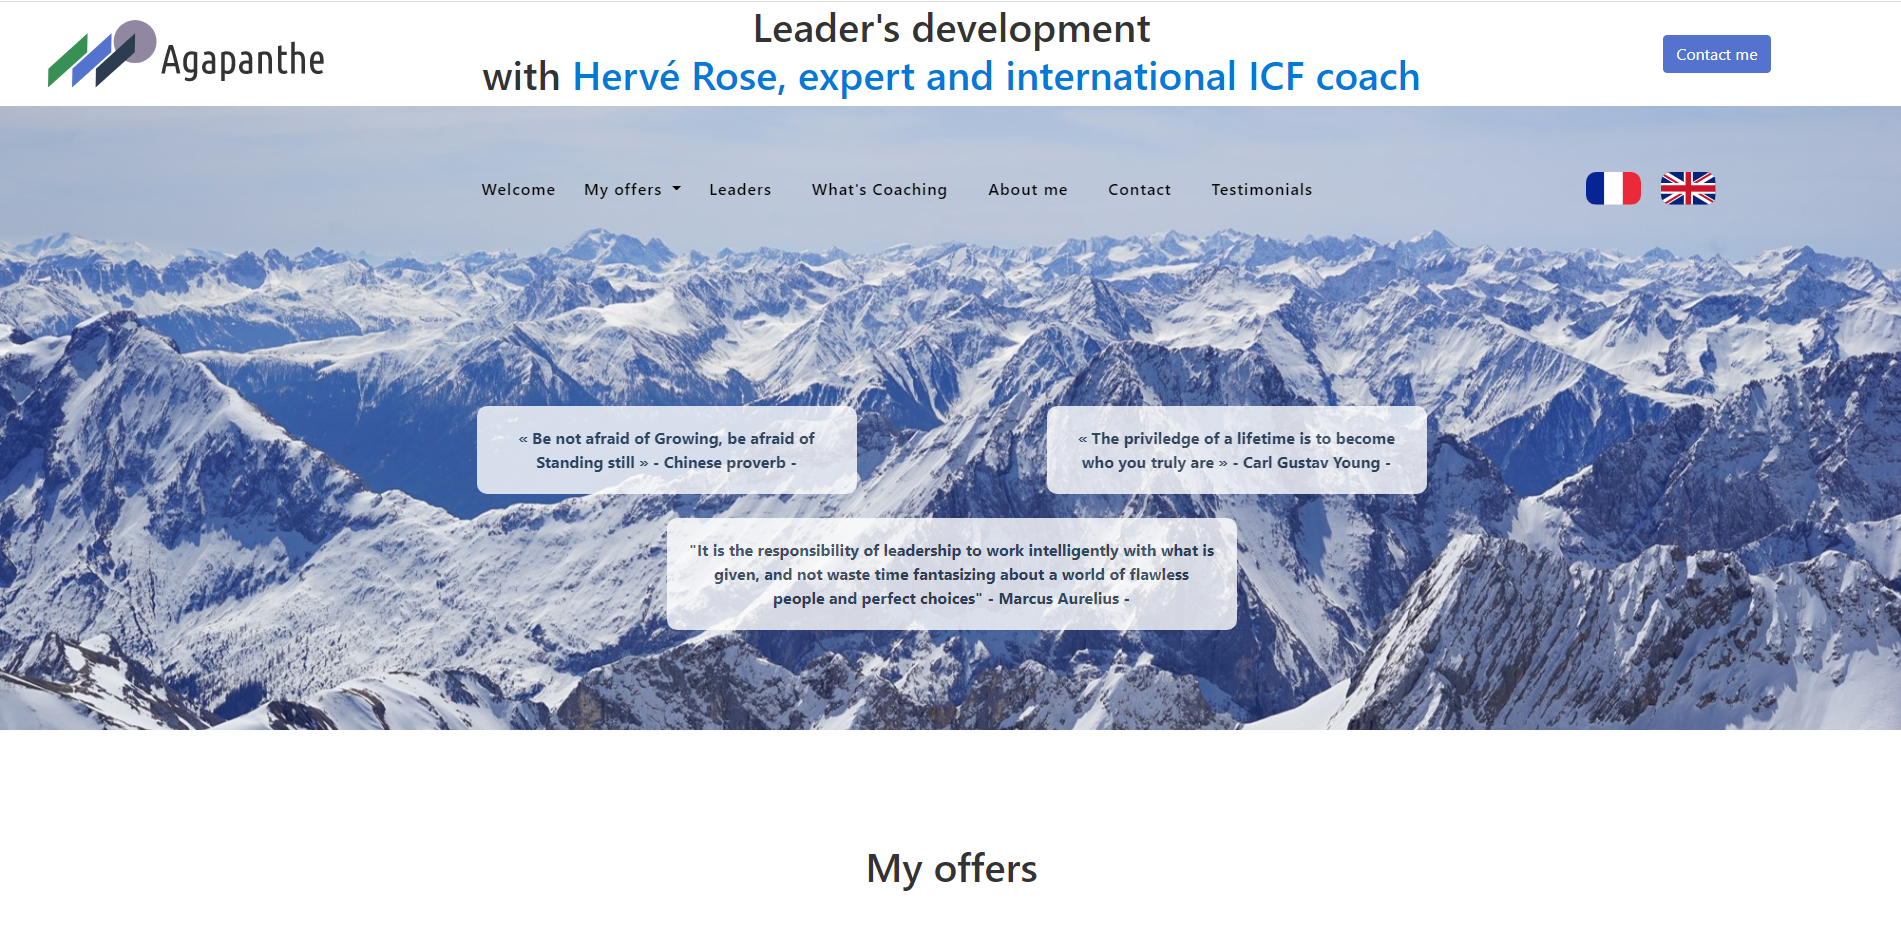 Agapanthe
Leader's development
with Hervé Rose, expert and international ICF coach
Contact me
Welcome
My offers
Leaders
What's Coaching
About me
Contact
Testimonials
« Be not afraid of Growing, be afraid of
Standing still » - Chinese proverb -
« The priviledge of a lifetime is to become
who you truly are » - Carl Gustav Young -
"It is the responsibility of leadership to work intelligently with what is
given, and not waste time fantasizing about a world of flawless
people and perfect choices" - Marcus Aurelius -
My offers